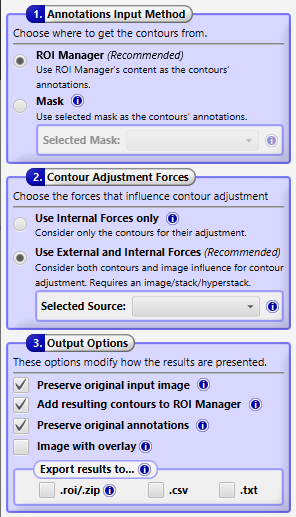 1. Annotations Input Method
Choose where to get the contours from.
ROI Manager (Recommended)
Use ROI Manager's content as the contours'
annotations.
Mask
Use selected mask as the contours' annotations.
Selected Mask:
2. Contour Adjustment Forces
Choose the forces that influence contour adjustment
Use Internal Forces only
Consider only the contours for their adjustment.
Use External and Internal Forces (Recommended)
Consider both contours and image influence for contour
adjustment. Requires an image/stack/hyperstack.
Selected Source:
3. Output Options
These options modify how the results are presented.
Preserve original input image
Add resulting contours to ROI Manager
Preserve original annotations
Image with overlay
Export results to...
.roi/.zip .csv .txt